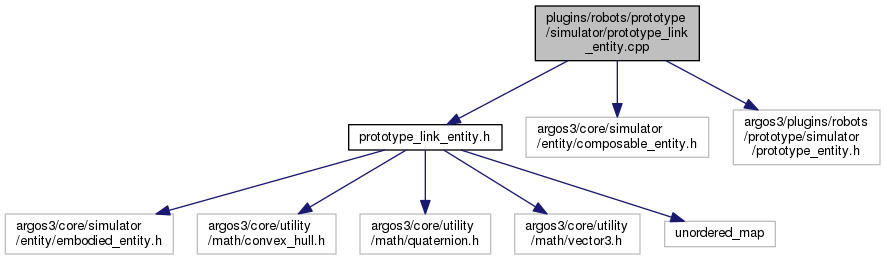 plugins/robots/prototype
/simulator/prototype_link
_entity.cpp
prototype_link_entity.h
argos3/core/simulator
/entity/composable_entity.h
argos3/plugins/robots
/prototype/simulator
/prototype_entity.h
argos3/core/simulator
/entity/embodied_entity.h
argos3/core/utility
/math/convex_hull.h
argos3/core/utility
/math/quaternion.h
argos3/core/utility
/math/vector3.h
unordered_map